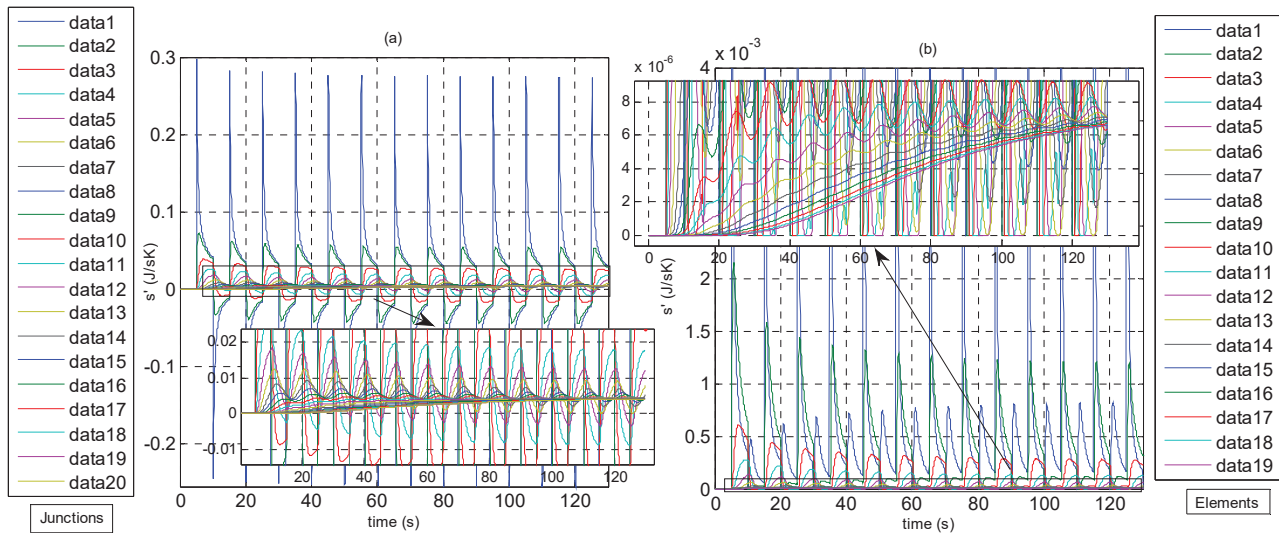 data1
data2
data3
data4
data5
data6
data7
data8
data9
data10
data11
data12
data13
data14
data15
data16
data17
data18
data19
data20
Junctions
(a)
0.3
0.2
0.1
0
-0.1
-0.2
s' (J/sK)
0 20 40 60 80 100 120
time (s)
0.02
0.01
0
-0.01
20 40 60 80 100 120
(b)
x 10⁻³
4
2
1.5
1
0.5
0
s' (J/sK)
0 20 40 60 80 100 120
time (s)
x 10⁻⁶
8
6
4
2
0
0 20 40 60 80 100 120
data1
data2
data3
data4
data5
data6
data7
data8
data9
data10
data11
data12
data13
data14
data15
data16
data17
data18
data19
Elements